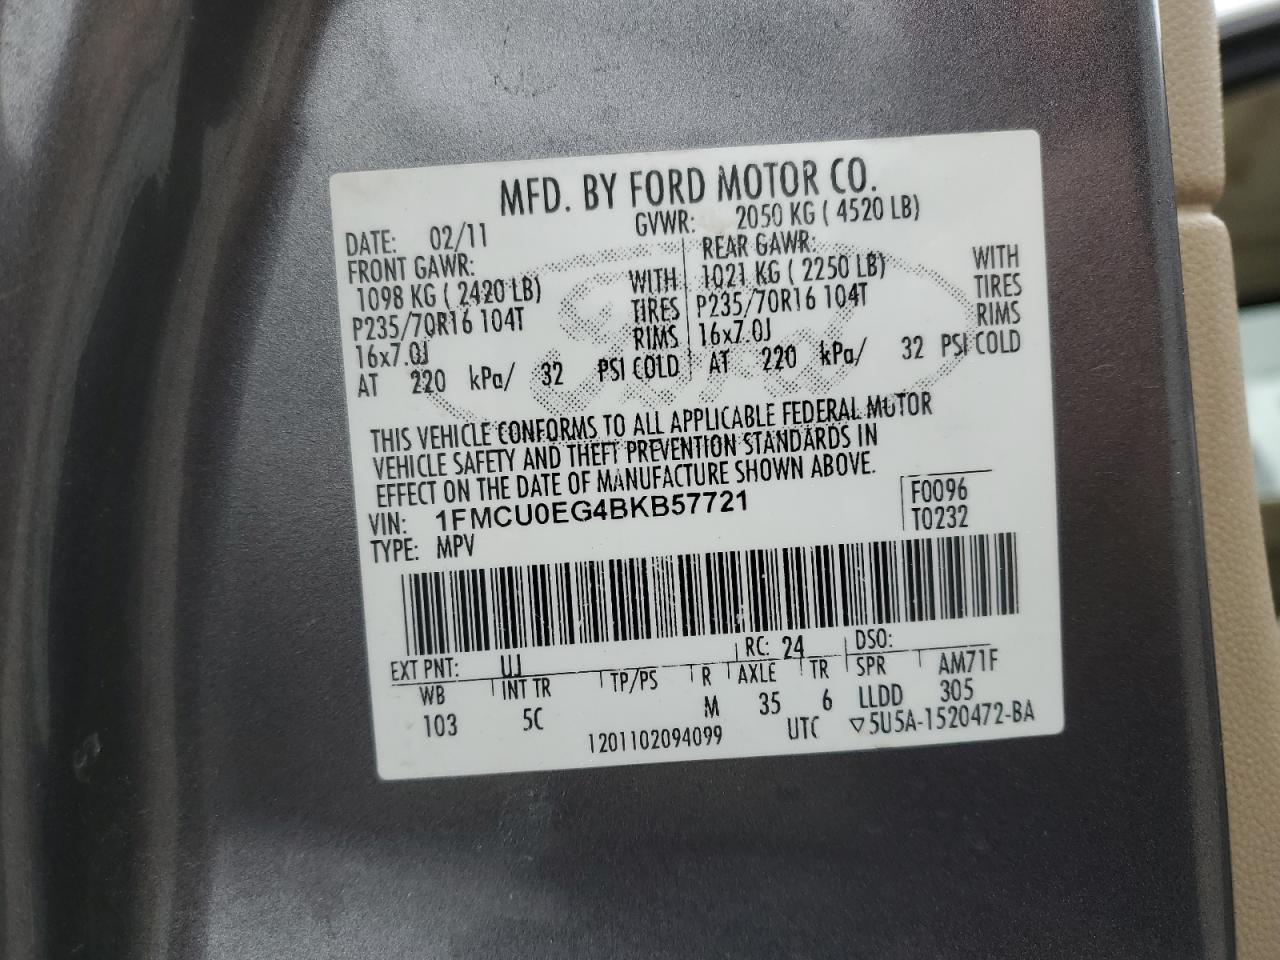 MFD. BY FORD MOTOR CO.
DATE: 02/11 GVWR: 2050 KG ( 4520 LB)
FRONT GAWR: REAR GAWR:
1098 KG ( 2420 LB) WITH 1021 KG ( 2250 LB) WITH
P235/70R16 104T TIRES P235/70R16 104T TIRES
16x7.0J RIMS 16x7.0J RIMS
AT 220 kPa/ 32 PSI COLD AT 220 kPa/ 32 PSI COLD
THIS VEHICLE CONFORMS TO ALL APPLICABLE FEDERAL MOTOR
VEHICLE SAFETY AND THEFT PREVENTION STANDARDS IN
EFFECT ON THE DATE OF MANUFACTURE SHOWN ABOVE.
VIN: 1FMCU0EG4BKB57721 F0096
TYPE: MPV T0232
EXT PNT: UJ RC: 24 DSO:
WB INT TR TP/PS R AXLE TR SPR AM71F
103 5C M 35 6 LLDD 305
1201102094099 UTC ▽5U5A-1520472-BA